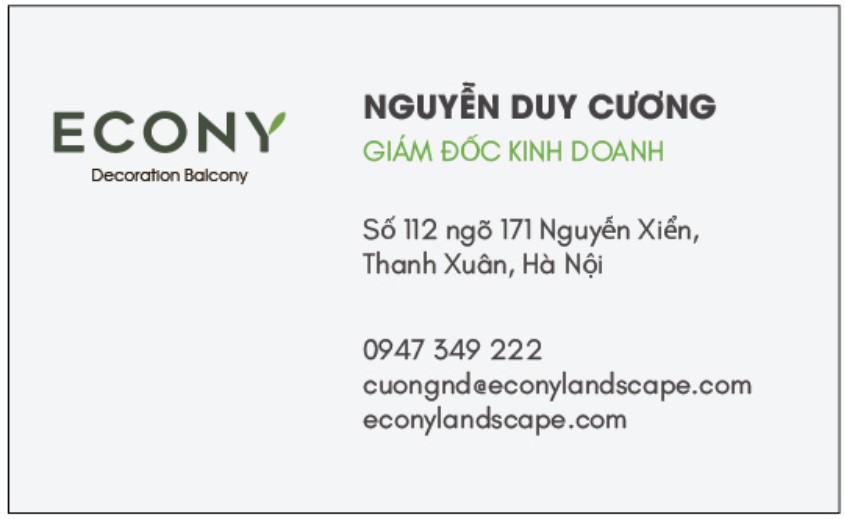 ECONY
Decoration Balcony
NGUYỄN DUY CƯƠNG
GIÁM ĐỐC KINH DOANH
Số 112 ngõ 171 Nguyễn Xiển,
Thanh Xuân, Hà Nội
0947 349 222
cuongnd@econylandscape.com
econylandscape.com